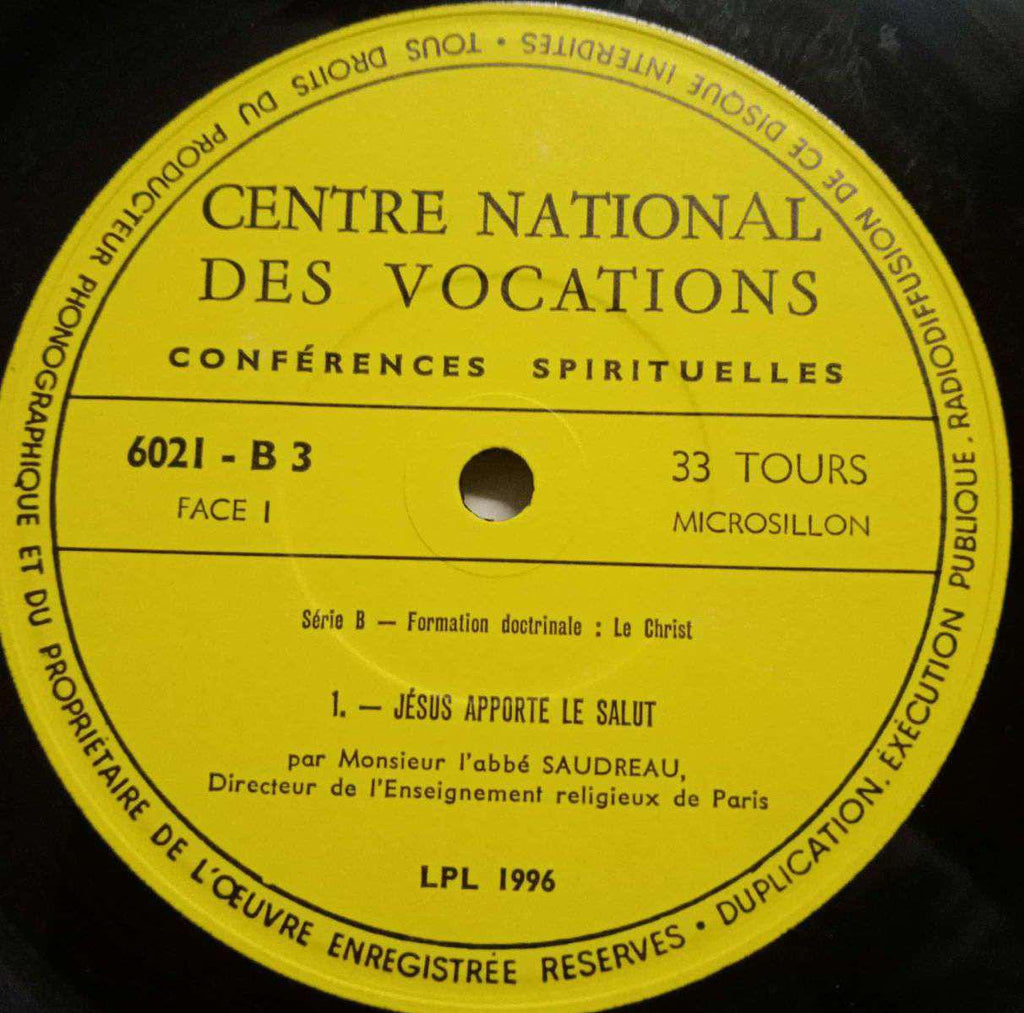 CENTRE NATIONAL
DES VOCATIONS
CONFÉRENCES SPIRITUELLES
6021 - B 3
FACE 1
33 TOURS
MICROSILLON
Série B — Formation doctrinale : Le Christ
1. — JÉSUS APPORTE LE SALUT
par Monsieur l'abbé SAUDREAU,
Directeur de l'Enseignement religieux de Paris
LPL 1996
TOUS DROITS DU PRODUCTEUR PHONOGRAPHIQUE ET DU PROPRIÉTAIRE DE L'ŒUVRE ENREGISTRÉE RESERVES • DUPLICATION. ÉXÉCUTION PUBLIQUE. RADIODIFFUSION DE CE DISQUE INTERDITES •